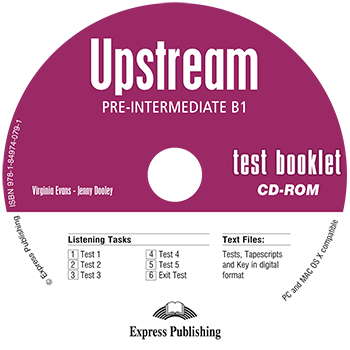 Upstream
PRE-INTERMEDIATE B1
test booklet
CD-ROM
Virginia Evans - Jenny Dooley
ISBN 978-1-84974-079-1
© Express Publishing
Listening Tasks
1 Test 1
2 Test 2
3 Test 3
4 Test 4
5 Test 5
6 Exit Test
Text Files:
Tests, Tapescripts
and Key in digital
format
PC and MAC OS X compatible
Express Publishing